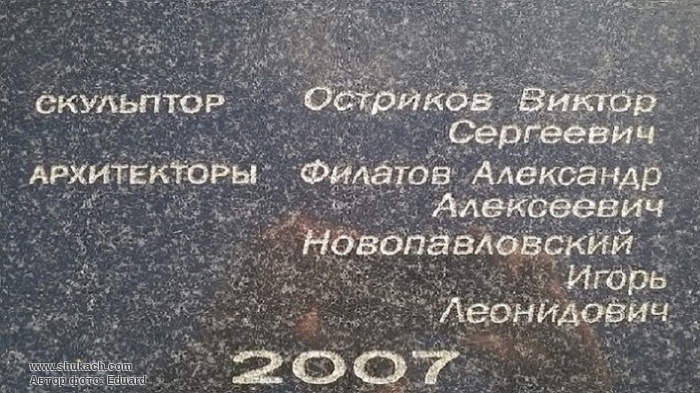 СКУЛЬПТОР Остриков Виктор
Сергеевич
АРХИТЕКТОРЫ Филатов Александр
Алексеевич
Новопавловский
Игорь
Леонидович
2007
www.shukach.com
Автор фото: Eduard